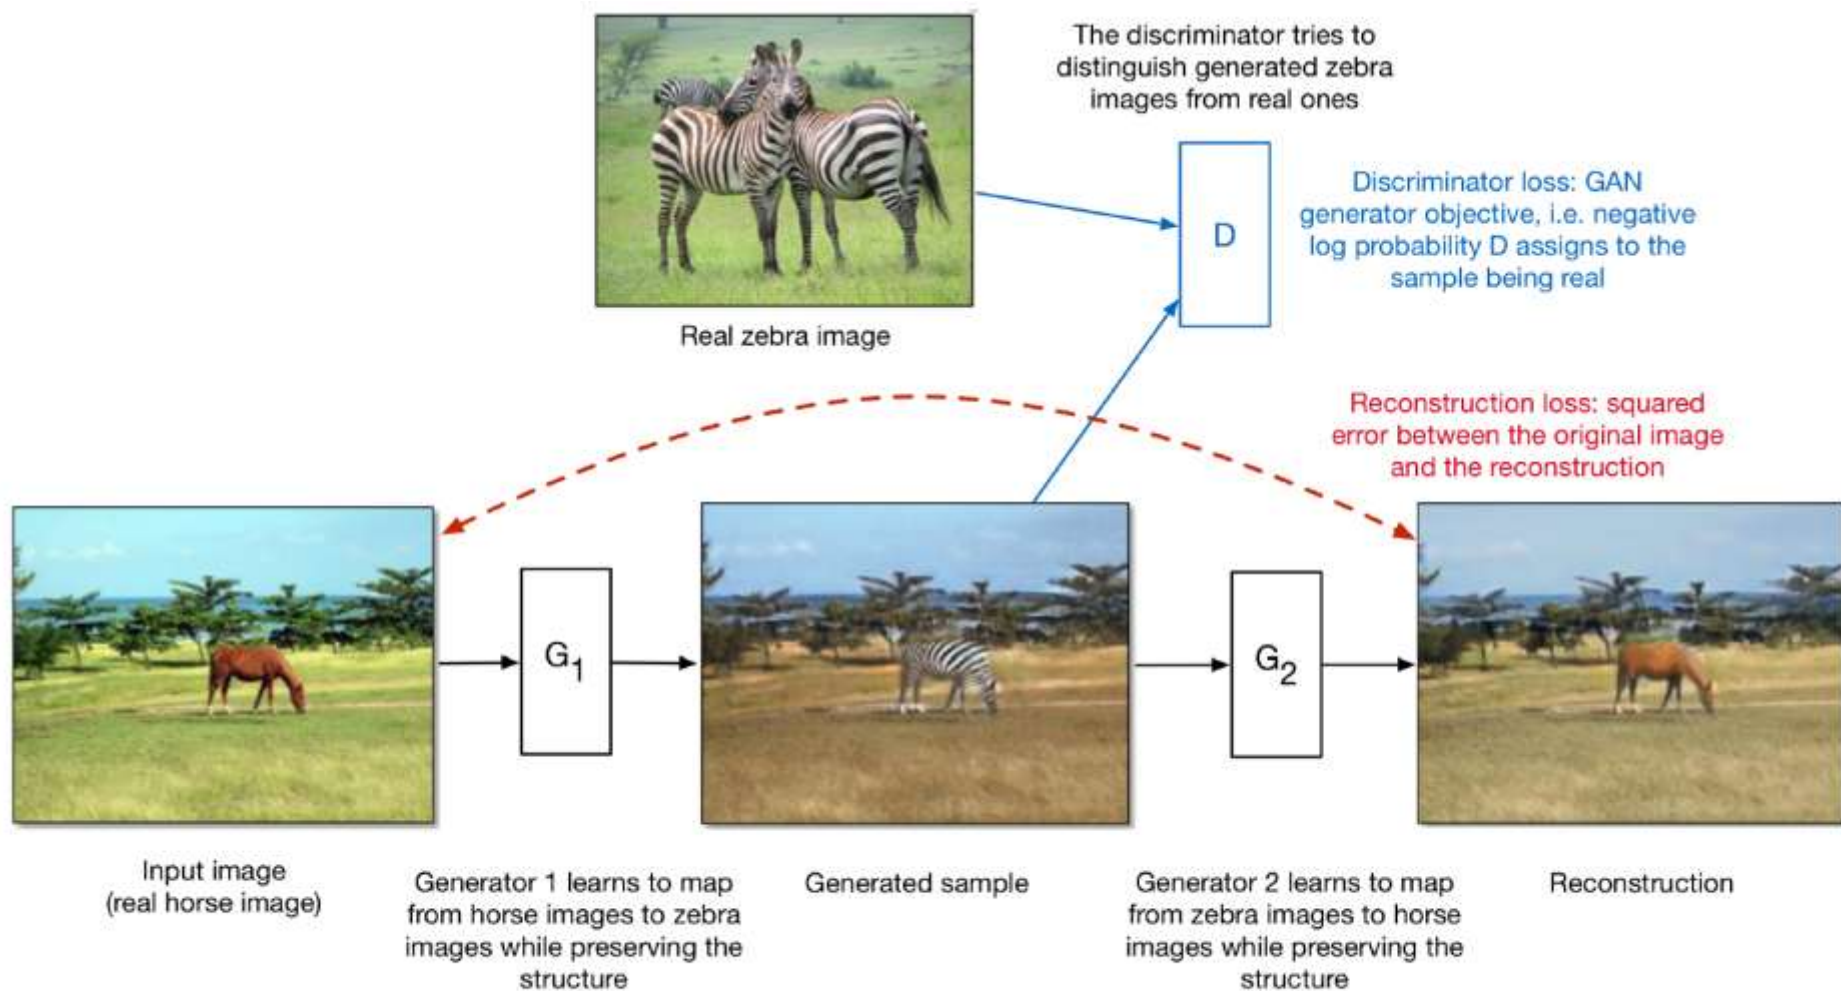 The discriminator tries to
distinguish generated zebra
images from real ones
D
Discriminator loss: GAN
generator objective, i.e. negative
log probability D assigns to the
sample being real
Real zebra image
Reconstruction loss: squared
error between the original image
and the reconstruction
G1
G2
Input image
(real horse image)
Generator 1 learns to map
from horse images to zebra
images while preserving the
structure
Generated sample
Generator 2 learns to map
from zebra images to horse
images while preserving the
structure
Reconstruction